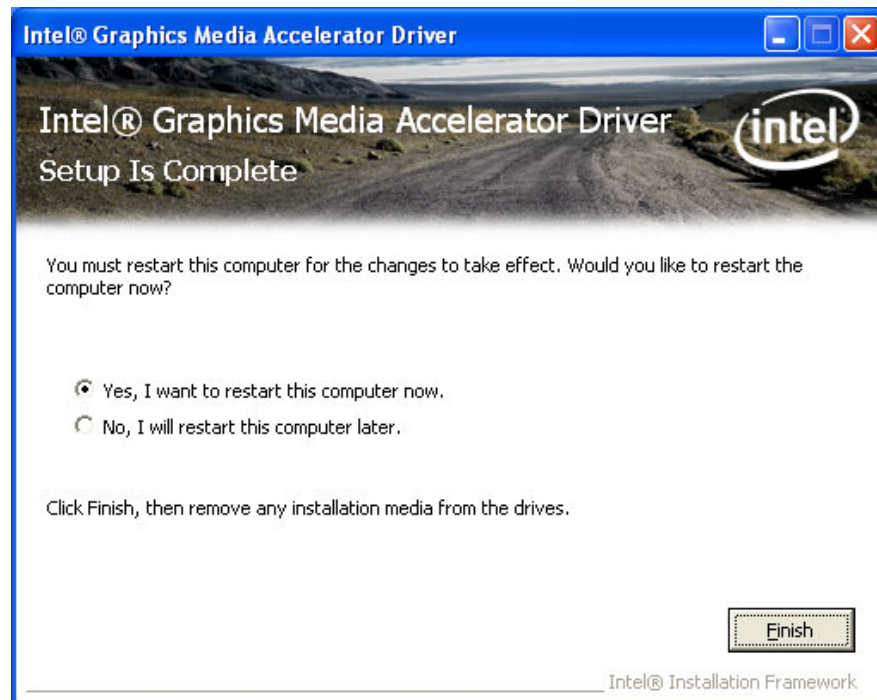 Intel® Graphics Media Accelerator Driver
Intel® Graphics Media Accelerator Driver
intel
Setup Is Complete
You must restart this computer for the changes to take effect. Would you like to restart the
computer now?
Yes, I want to restart this computer now.
No, I will restart this computer later.
Click Finish, then remove any installation media from the drives.
Finish
Intel® Installation Framework